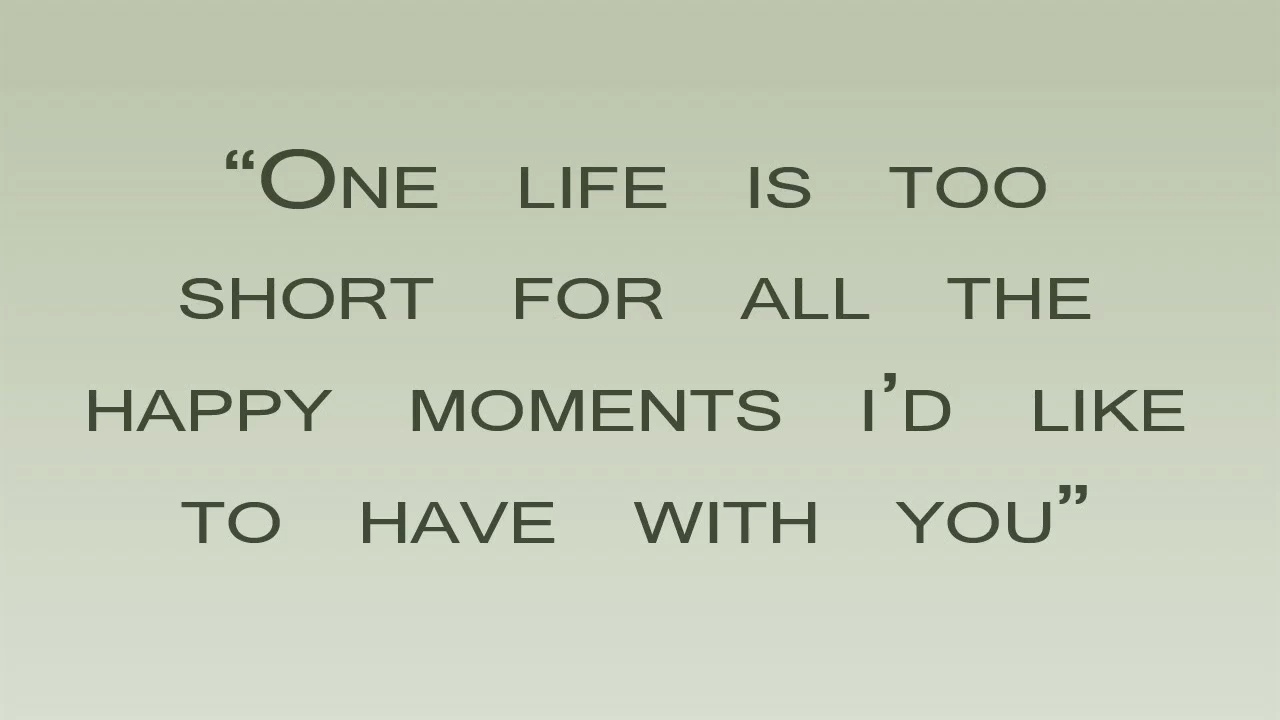 “One life is too
short for all the
happy moments i’d like
to have with you”